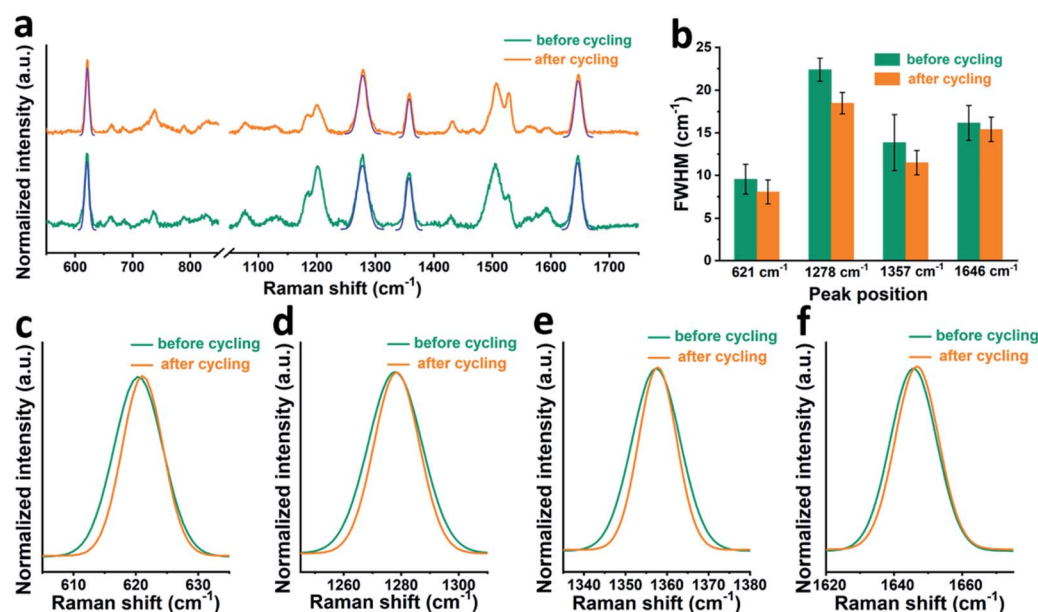 a
before cycling
after cycling
Normalized intensity (a.u.)
600 700 800 1100 1200 1300 1400 1500 1600 1700
Raman shift (cm⁻¹)
b
before cycling
after cycling
FWHM (cm⁻¹)
25
20
15
10
5
0
621 cm⁻¹ 1278 cm⁻¹ 1357 cm⁻¹ 1646 cm⁻¹
Peak position
c
before cycling
after cycling
Normalized intensity (a.u.)
610 620 630
Raman shift (cm⁻¹)
d
before cycling
after cycling
Normalized intensity (a.u.)
1260 1280 1300
Raman shift (cm⁻¹)
e
before cycling
after cycling
Normalized intensity (a.u.)
1340 1350 1360 1370 1380
Raman shift (cm⁻¹)
f
before cycling
after cycling
Normalized intensity (a.u.)
1620 1640 1660
Raman shift (cm⁻¹)